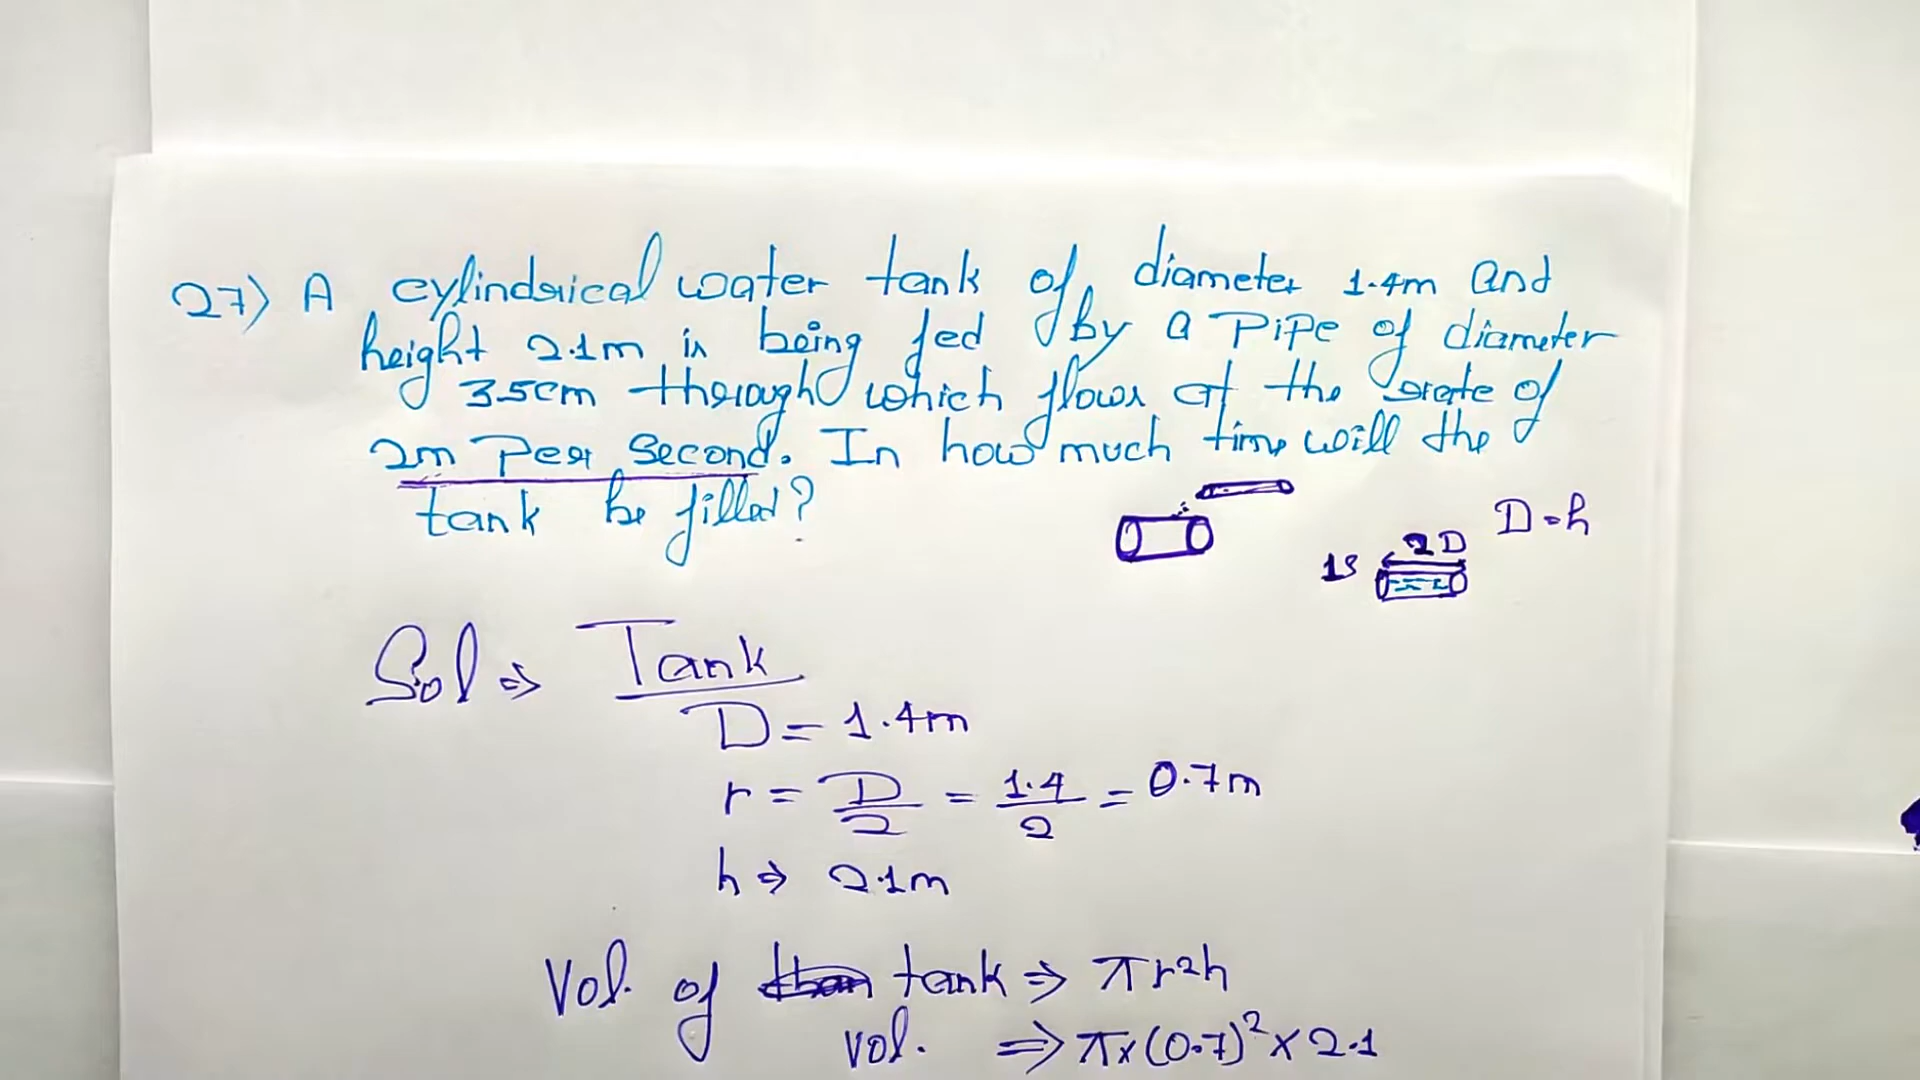 27) A cylindrical water tank of diameter 1.4m and
height 2.1m is being fed by a pipe of diameter
3.5cm through which flows at the rate of
2m per second. In how much time will the
tank be filled?
D=h
2D
1s
Sol ⇒ Tank
D = 1.4m
r = D/2 = 1.4/2 = 0.7m
h ⇒ 2.1m
Vol. of tank ⇒ πr²h
vol. ⇒ π×(0.7)²×2.1